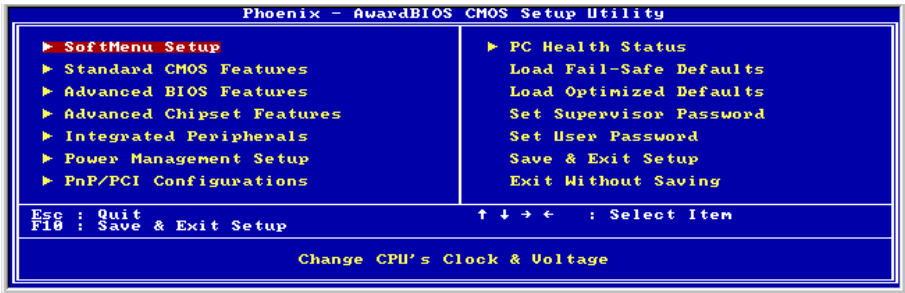 Phoenix - AwardBIOS CMOS Setup Utility
► SoftMenu Setup
► Standard CMOS Features
► Advanced BIOS Features
► Advanced Chipset Features
► Integrated Peripherals
► Power Management Setup
► PnP/PCI Configurations
► PC Health Status
Load Fail-Safe Defaults
Load Optimized Defaults
Set Supervisor Password
Set User Password
Save & Exit Setup
Exit Without Saving
Esc : Quit
F10 : Save & Exit Setup
↑ ↓ → ← : Select Item
Change CPU's Clock & Voltage